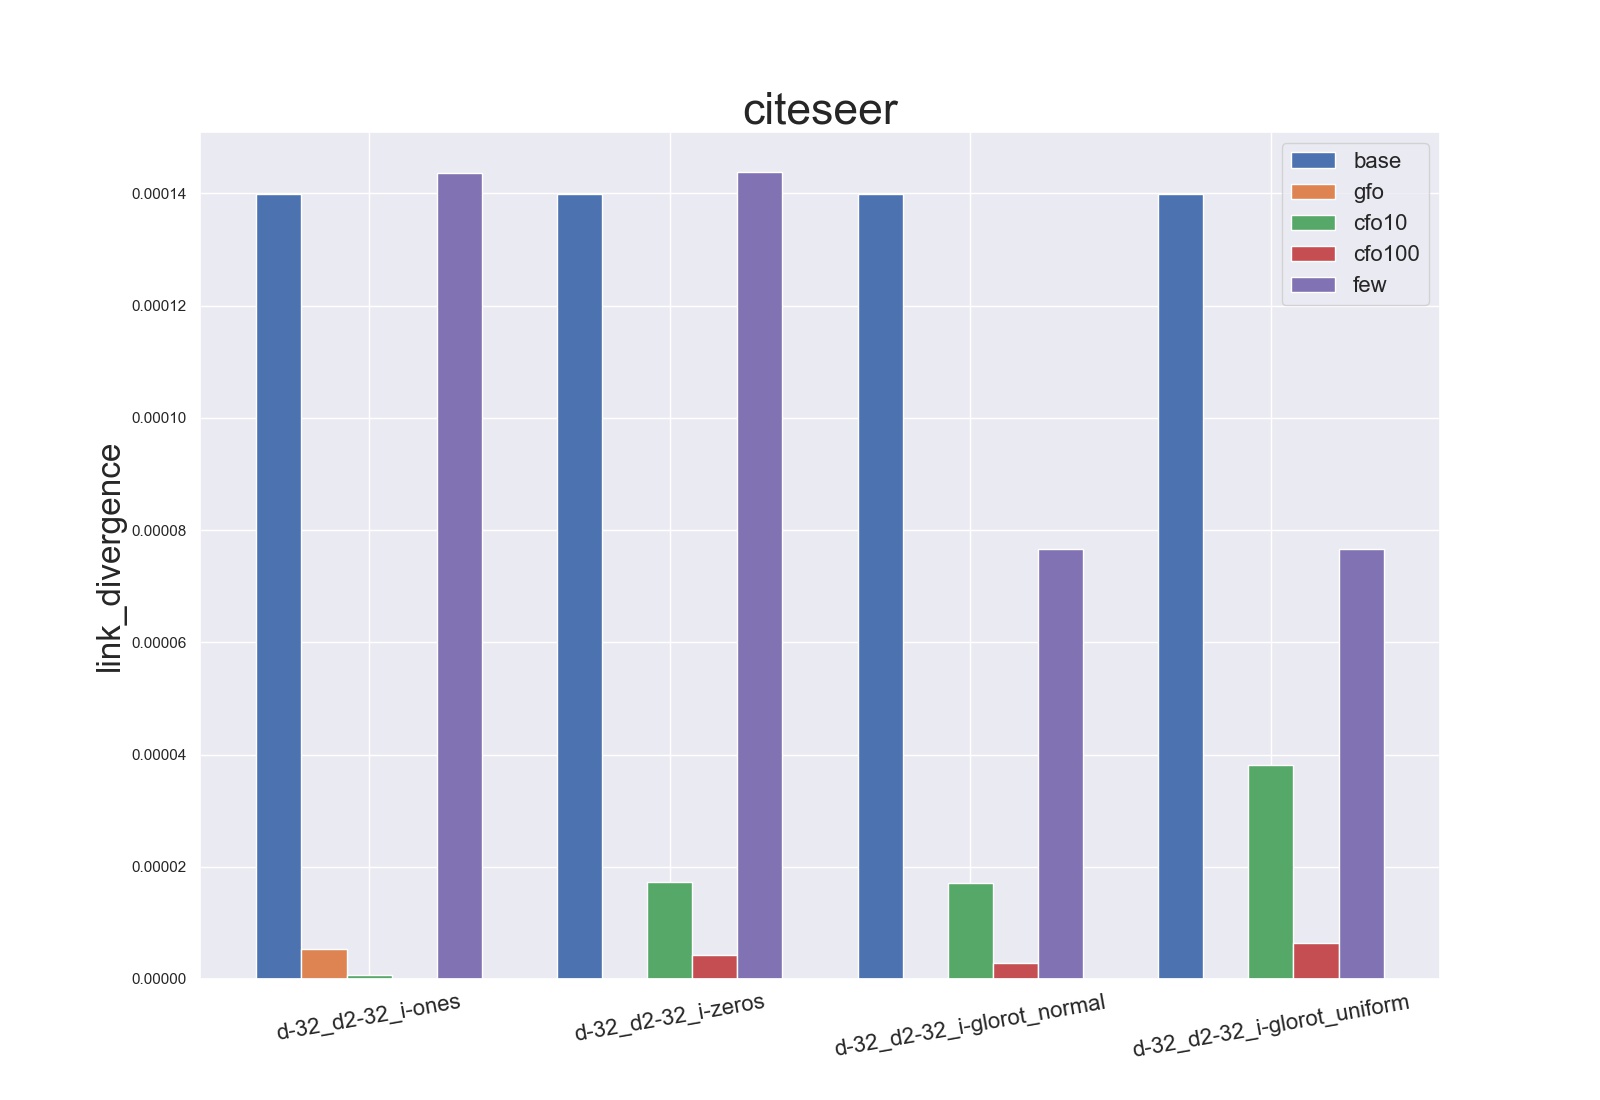 citeseer
base
gfo
cfo10
cfo100
few
link_divergence
0.00014
0.00012
0.00010
0.00008
0.00006
0.00004
0.00002
0.00000
d-32_d2-32_i-ones
d-32_d2-32_i-zeros
d-32_d2-32_i-glorot_normal
d-32_d2-32_i-glorot_uniform